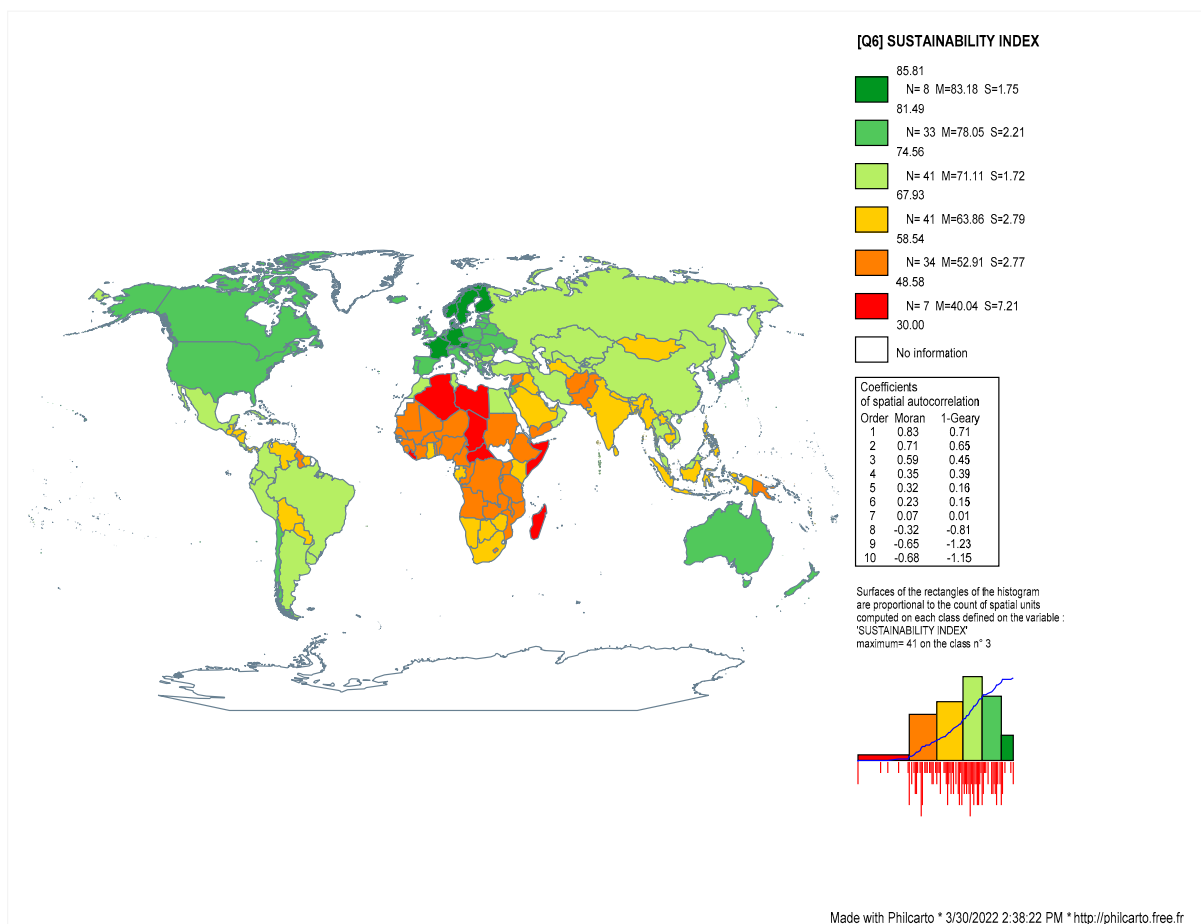 [Q6] SUSTAINABILITY INDEX
85.81
N= 8 M=83.18 S=1.75
81.49
N= 33 M=78.05 S=2.21
74.56
N= 41 M=71.11 S=1.72
67.93
N= 41 M=63.86 S=2.79
58.54
N= 34 M=52.91 S=2.77
48.58
N= 7 M=40.04 S=7.21
30.00
No information
Coefficients
of spatial autocorrelation
Order Moran 1-Geary
1 0.83 0.71
2 0.71 0.65
3 0.59 0.45
4 0.35 0.39
5 0.32 0.16
6 0.23 0.15
7 0.07 0.01
8 -0.32 -0.81
9 -0.65 -1.23
10 -0.68 -1.15
Surfaces of the rectangles of the histogram
are proportional to the count of spatial units
computed on each class defined on the variable :
'SUSTAINABILITY INDEX'
maximum= 41 on the class n° 3
Made with Philcarto * 3/30/2022 2:38:22 PM * http://philcarto.free.fr